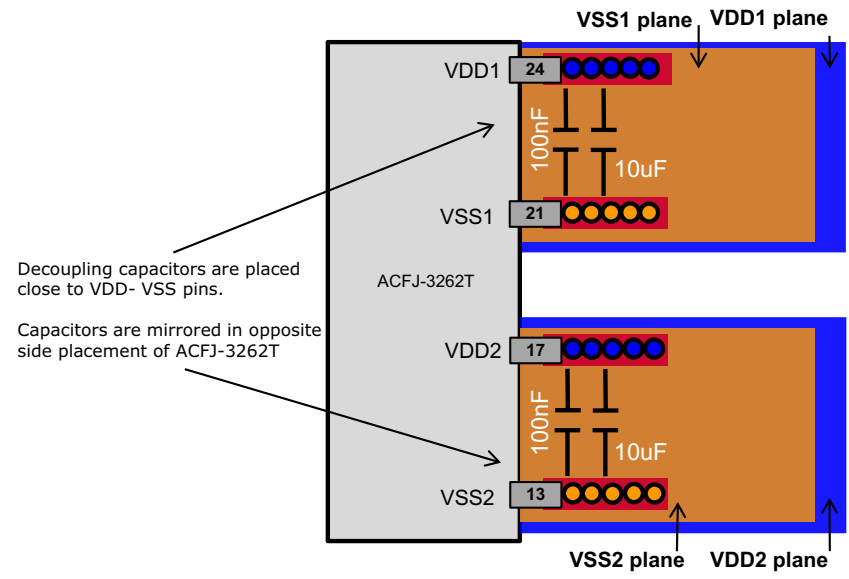 VSS1 plane VDD1 plane
VDD1 24
100nF
10uF
VSS1 21
Decoupling capacitors are placed
close to VDD- VSS pins.
ACFJ-3262T
Capacitors are mirrored in opposite
side placement of ACFJ-3262T
VDD2 17
100nF
10uF
VSS2 13
VSS2 plane VDD2 plane